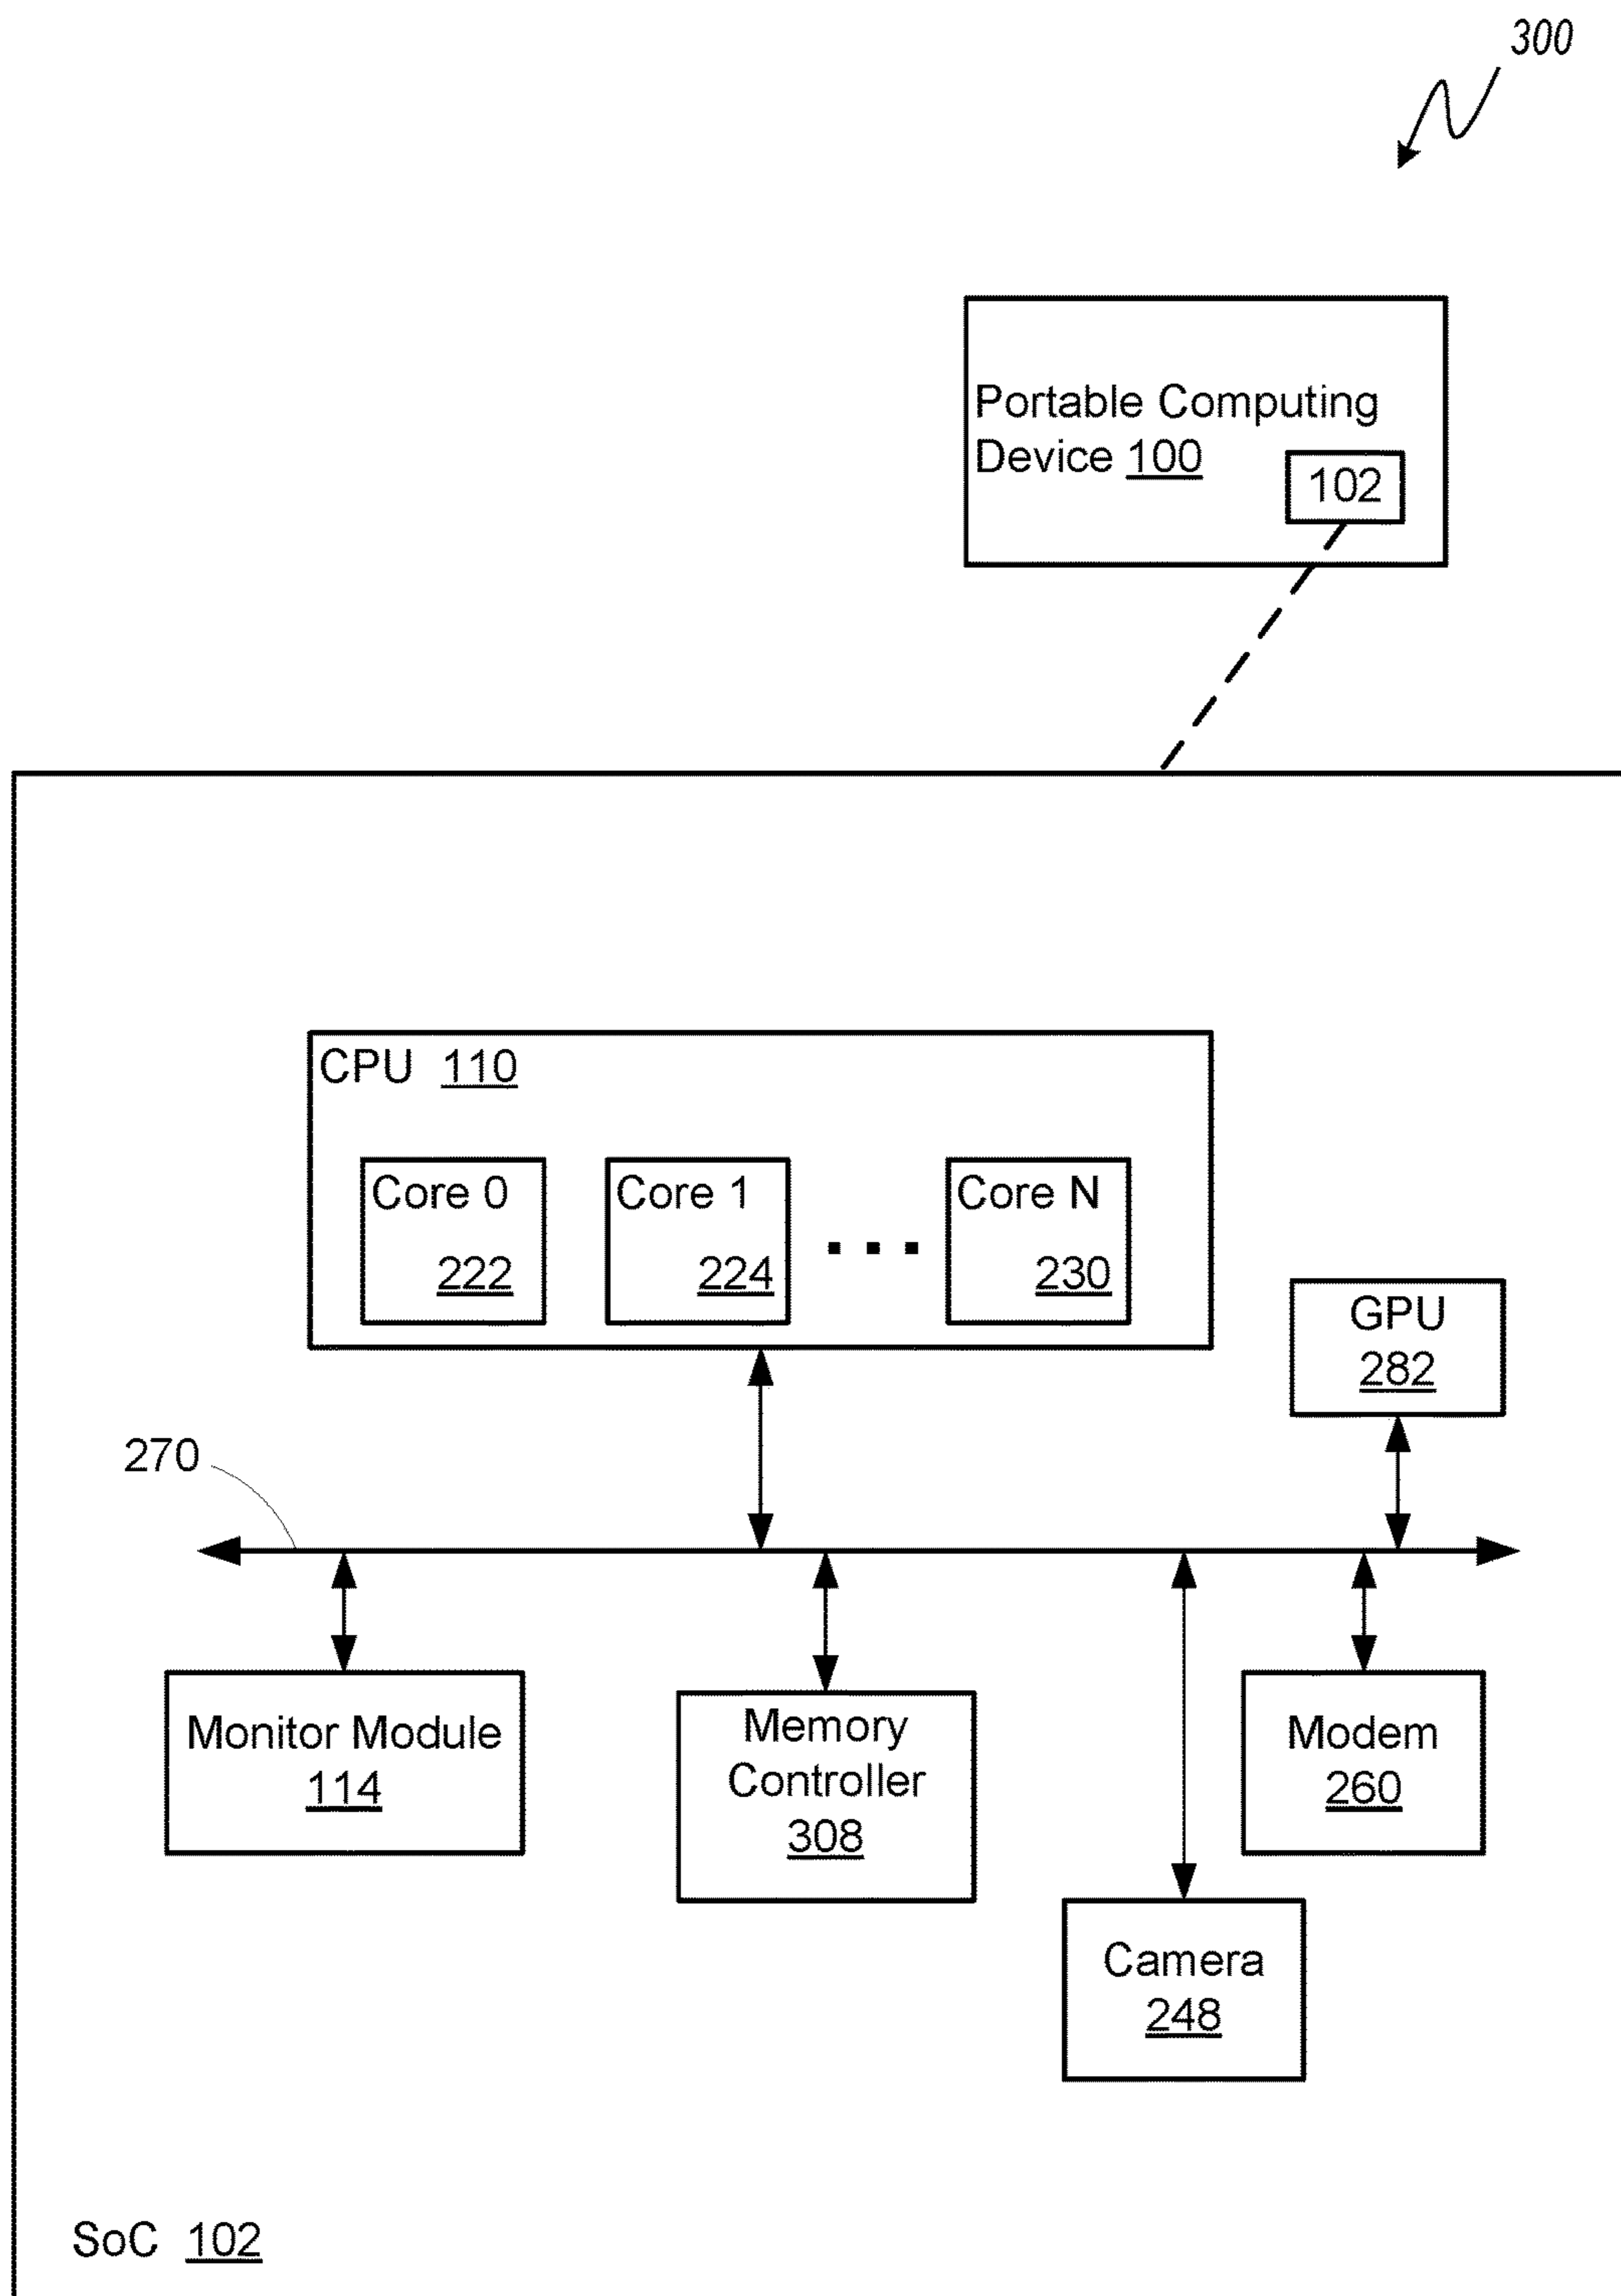 300
Portable Computing
Device 100
102
CPU 110
Core 0
222
Core 1
224
...
Core N
230
GPU
282
270
Monitor Module
114
Memory
Controller
308
Modem
260
Camera
248
SoC 102